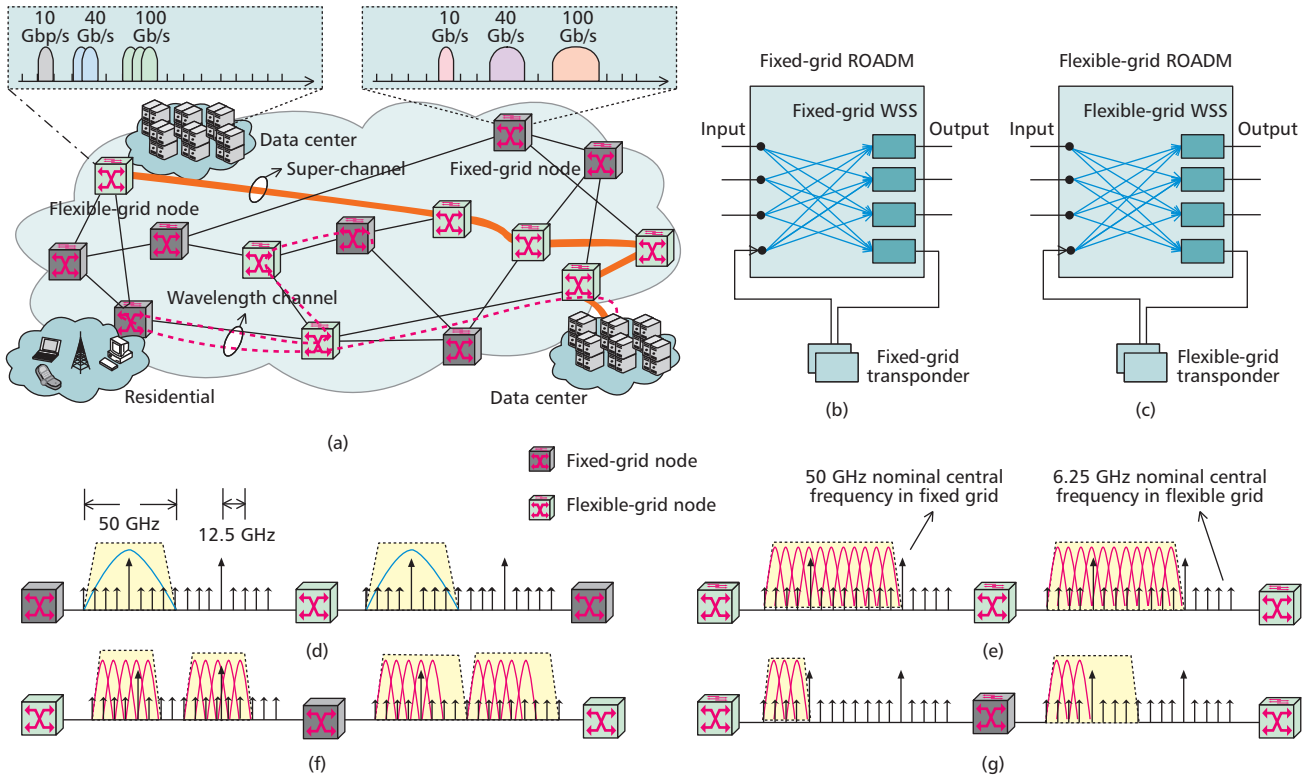 10
Gbp/s
40
Gb/s
100
Gb/s
10
Gb/s
40
Gb/s
100
Gb/s
Data center
Super-channel
Fixed-grid node
Flexible-grid node
Wavelength channel
Residential
Data center
(a)
Fixed-grid ROADM
Fixed-grid WSS
Input
Output
Fixed-grid
transponder
(b)
Flexible-grid ROADM
Flexible-grid WSS
Input
Output
Flexible-grid
transponder
(c)
Fixed-grid node
Flexible-grid node
50 GHz
12.5 GHz
(d)
50 GHz nominal central
frequency in fixed grid
6.25 GHz nominal central
frequency in flexible grid
(e)
(f)
(g)